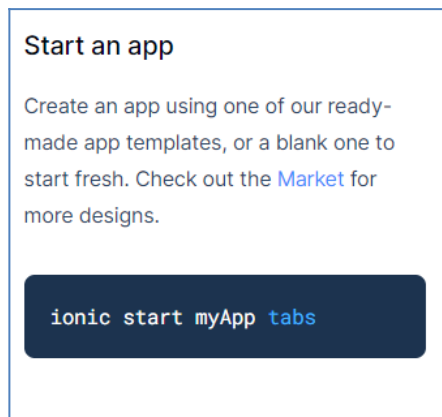 Start an app
Create an app using one of our ready-
made app templates, or a blank one to
start fresh. Check out the Market for
more designs.
ionic start myApp tabs